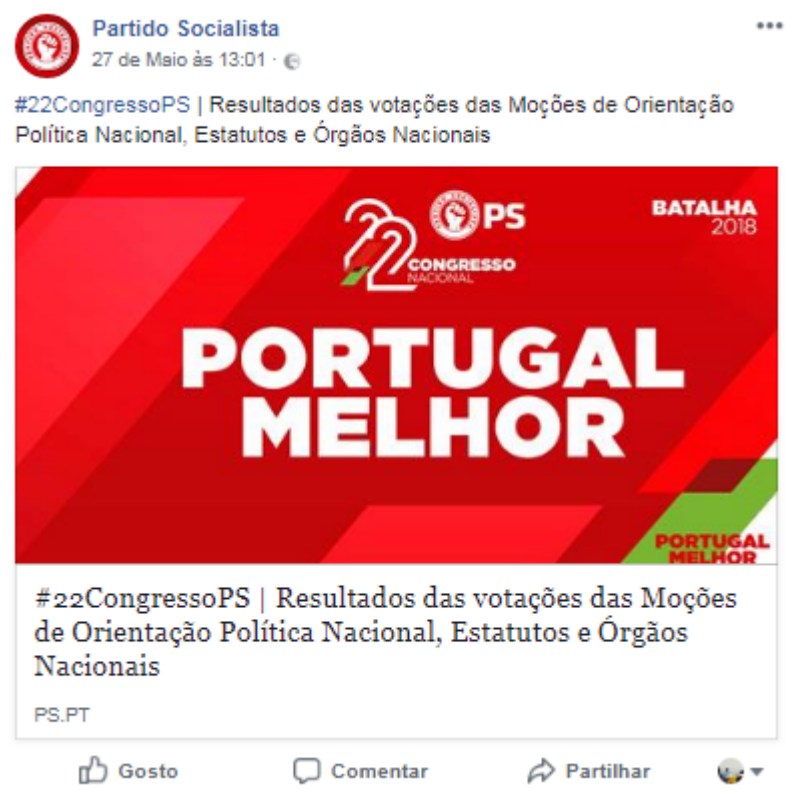 Partido Socialista
27 de Maio às 13:01 ·
#22CongressoPS | Resultados das votações das Moções de Orientação
Política Nacional, Estatutos e Órgãos Nacionais
22
PS
CONGRESSO
NACIONAL
BATALHA
2018
PORTUGAL
MELHOR
PORTUGAL
MELHOR
#22CongressoPS | Resultados das votações das Moções
de Orientação Política Nacional, Estatutos e Órgãos
Nacionais
PS.PT
Gosto
Comentar
Partilhar